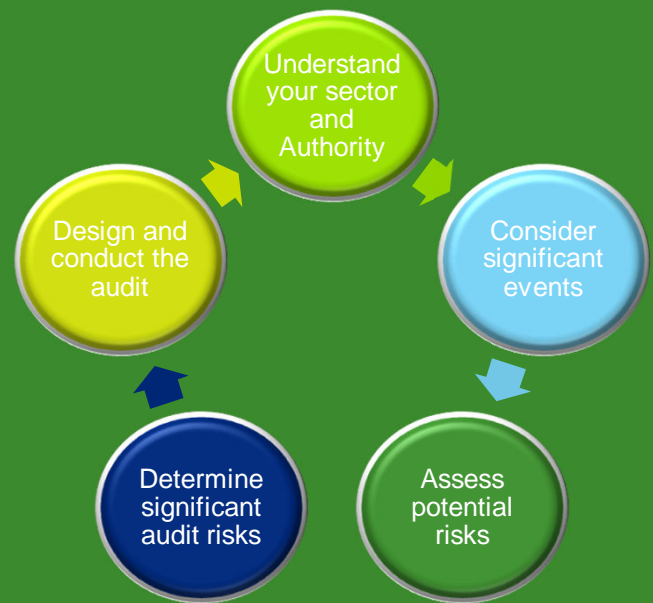 Understand
your sector
and
Authority
Consider
significant
events
Assess
potential
risks
Determine
significant
audit risks
Design and
conduct the
audit